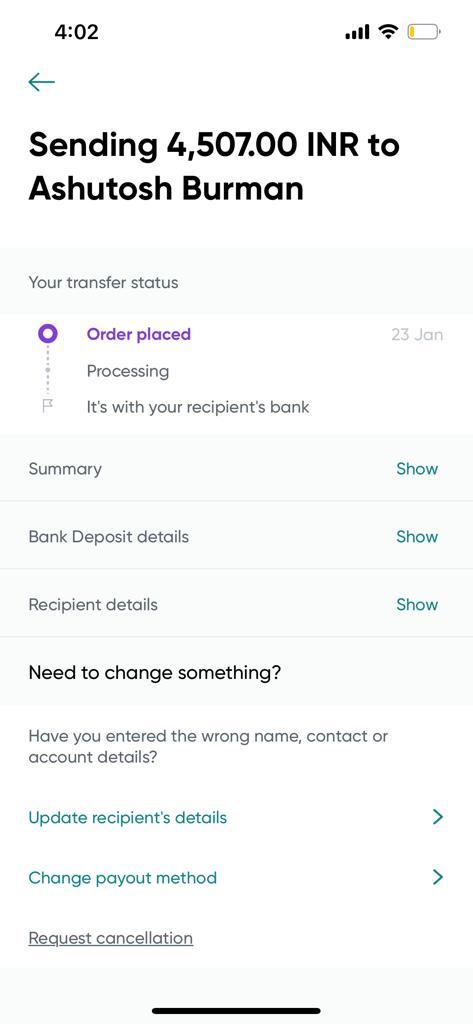 4:02
Sending 4,507.00 INR to
Ashutosh Burman
Your transfer status
Order placed 23 Jan
Processing
It's with your recipient's bank
Summary Show
Bank Deposit details Show
Recipient details Show
Need to change something?
Have you entered the wrong name, contact or
account details?
Update recipient's details
Change payout method
Request cancellation